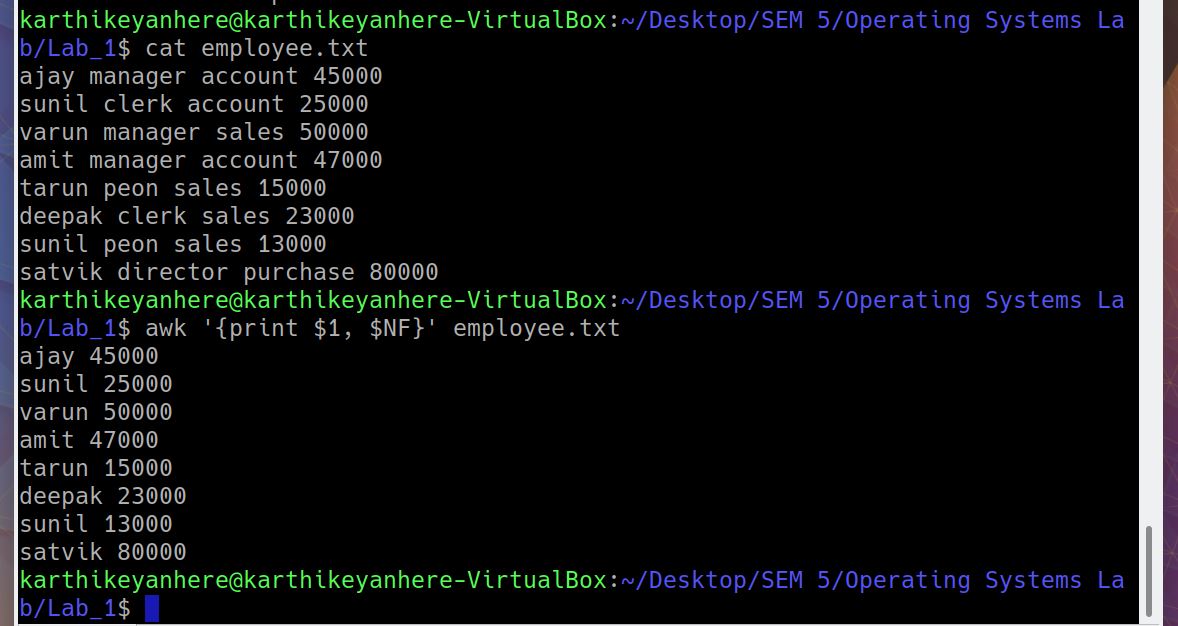 karthikeyanhere@karthikeyanhere-VirtualBox:~/Desktop/SEM 5/Operating Systems La
b/Lab_1$ cat employee.txt
ajay manager account 45000
sunil clerk account 25000
varun manager sales 50000
amit manager account 47000
tarun peon sales 15000
deepak clerk sales 23000
sunil peon sales 13000
satvik director purchase 80000
karthikeyanhere@karthikeyanhere-VirtualBox:~/Desktop/SEM 5/Operating Systems La
b/Lab_1$ awk '{print $1, $NF}' employee.txt
ajay 45000
sunil 25000
varun 50000
amit 47000
tarun 15000
deepak 23000
sunil 13000
satvik 80000
karthikeyanhere@karthikeyanhere-VirtualBox:~/Desktop/SEM 5/Operating Systems La
b/Lab_1$